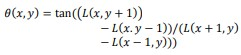 θ(x, y) = tan((L(x, y + 1)
− L(x. y − 1))/(L(x + 1, y)
− L(x − 1, y)))